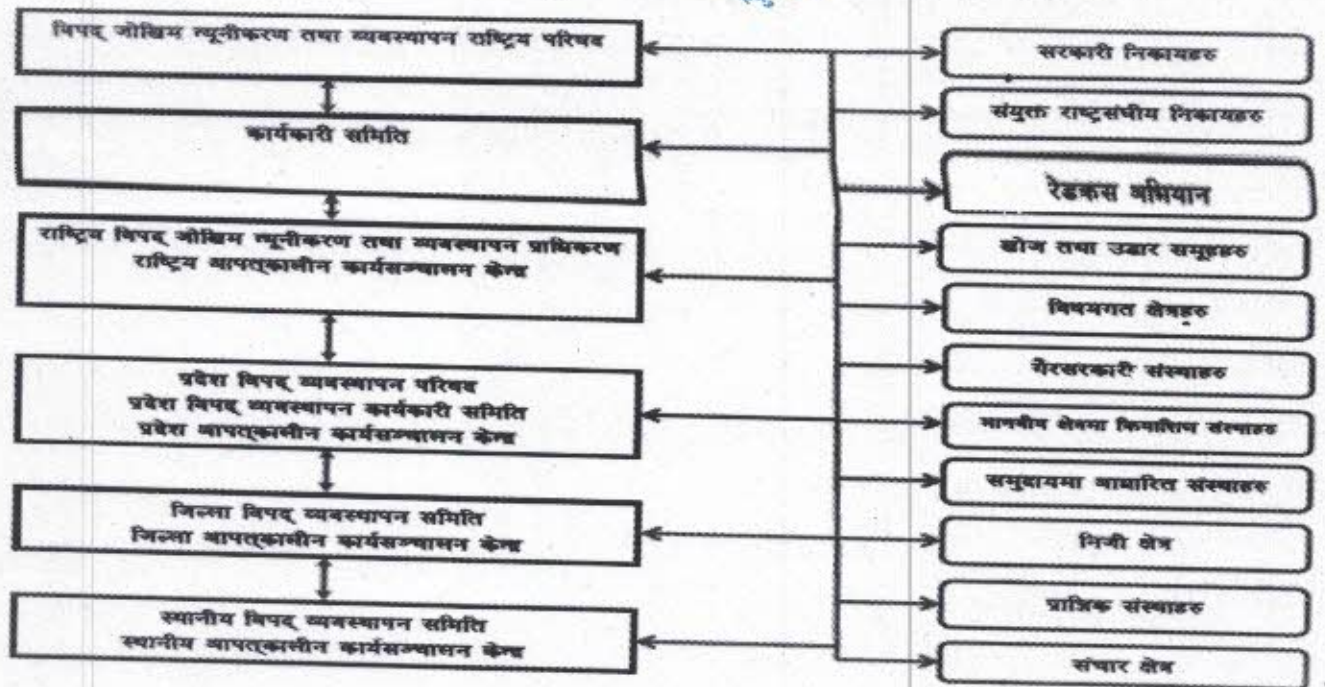 विपद् जोखिम न्यूनीकरण तथा व्यवस्थापन राष्ट्रिय परिषद
कार्यकारी समिति
राष्ट्रिय विपद् जोखिम न्यूनीकरण तथा व्यवस्थापन प्राधिकरण
राष्ट्रिय आपत्‌कालीन कार्यसञ्चालन केन्द्र
प्रदेश विपद् व्यवस्थापन परिषद
प्रदेश विपद् व्यवस्थापन कार्यकारी समिति
प्रदेश आपत्‌कालीन कार्यसञ्चालन केन्द्र
जिल्ला विपद् व्यवस्थापन समिति
जिल्ला आपत्‌कालीन कार्यसञ्चालन केन्द्र
स्थानीय विपद् व्यवस्थापन समिति
स्थानीय आपत्‌कालीन कार्यसञ्चालन केन्द्र
सरकारी निकायहरु
संयुक्त राष्ट्रसंघीय निकायहरु
रेडक्रस अभियान
खोज तथा उद्धार समूहहरु
विषयगत क्षेत्रहरु
गैरसरकारी संस्थाहरु
मानवीय क्षेत्रमा क्रियाशिल संस्थाहरु
समुदायमा आधारित संस्थाहरु
निजी क्षेत्र
प्राज्ञिक संस्थाहरु
संचार क्षेत्र